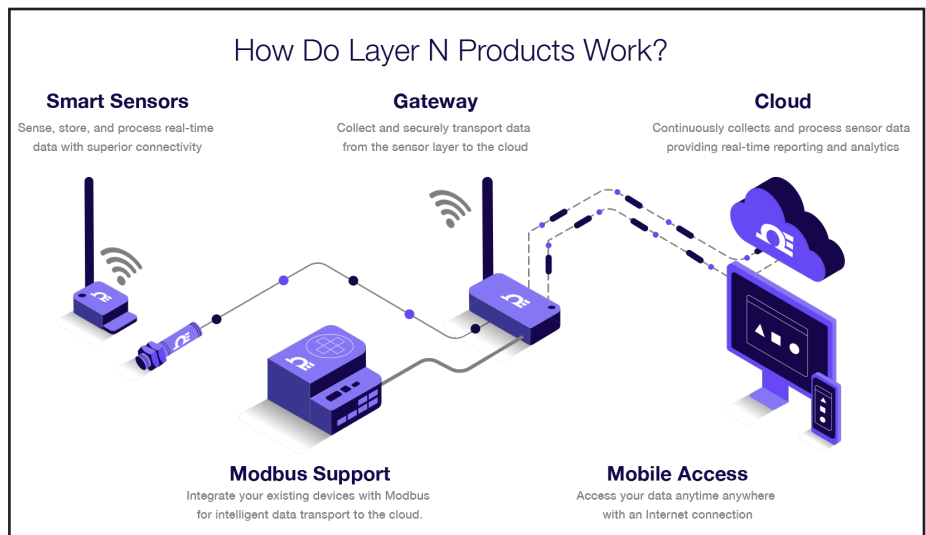 How Do Layer N Products Work?
Smart Sensors
Sense, store, and process real-time
data with superior connectivity
Gateway
Collect and securely transport data
from the sensor layer to the cloud
Cloud
Continuously collects and process sensor data
providing real-time reporting and analytics
Modbus Support
Integrate your existing devices with Modbus
for intelligent data transport to the cloud.
Mobile Access
Access your data anytime anywhere
with an Internet connection